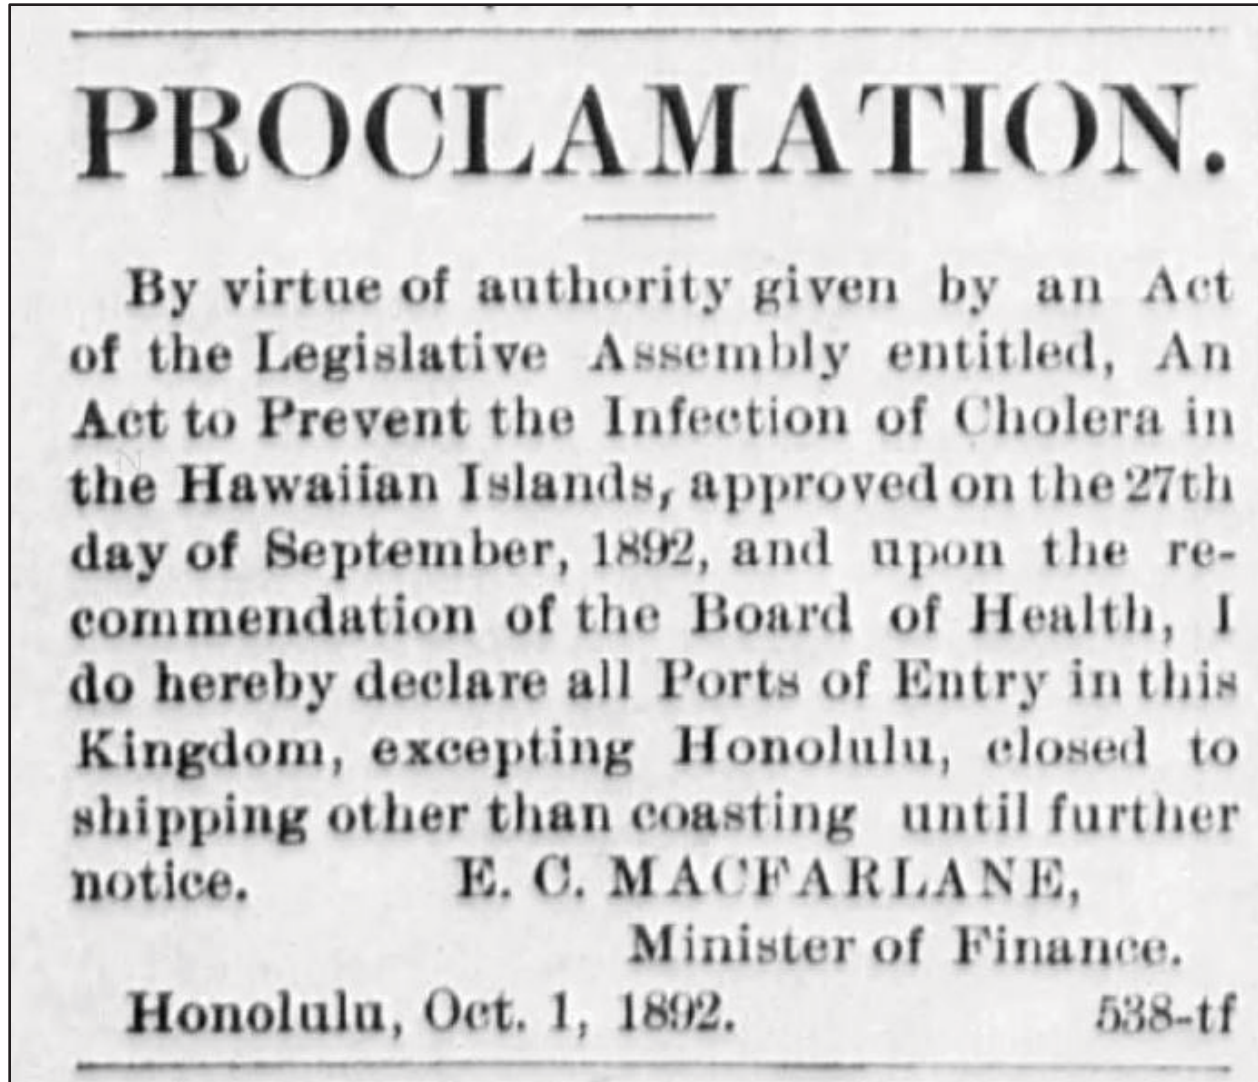 PROCLAMATION.
By virtue of authority given by an Act
of the Legislative Assembly entitled, An
Act to Prevent the Infection of Cholera in
the Hawaiian Islands, approved on the 27th
day of September, 1892, and upon the re-
commendation of the Board of Health, I
do hereby declare all Ports of Entry in this
Kingdom, excepting Honolulu, closed to
shipping other than coasting until further
notice. E. C. MACFARLANE,
Minister of Finance.
Honolulu, Oct. 1, 1892. 538-tf